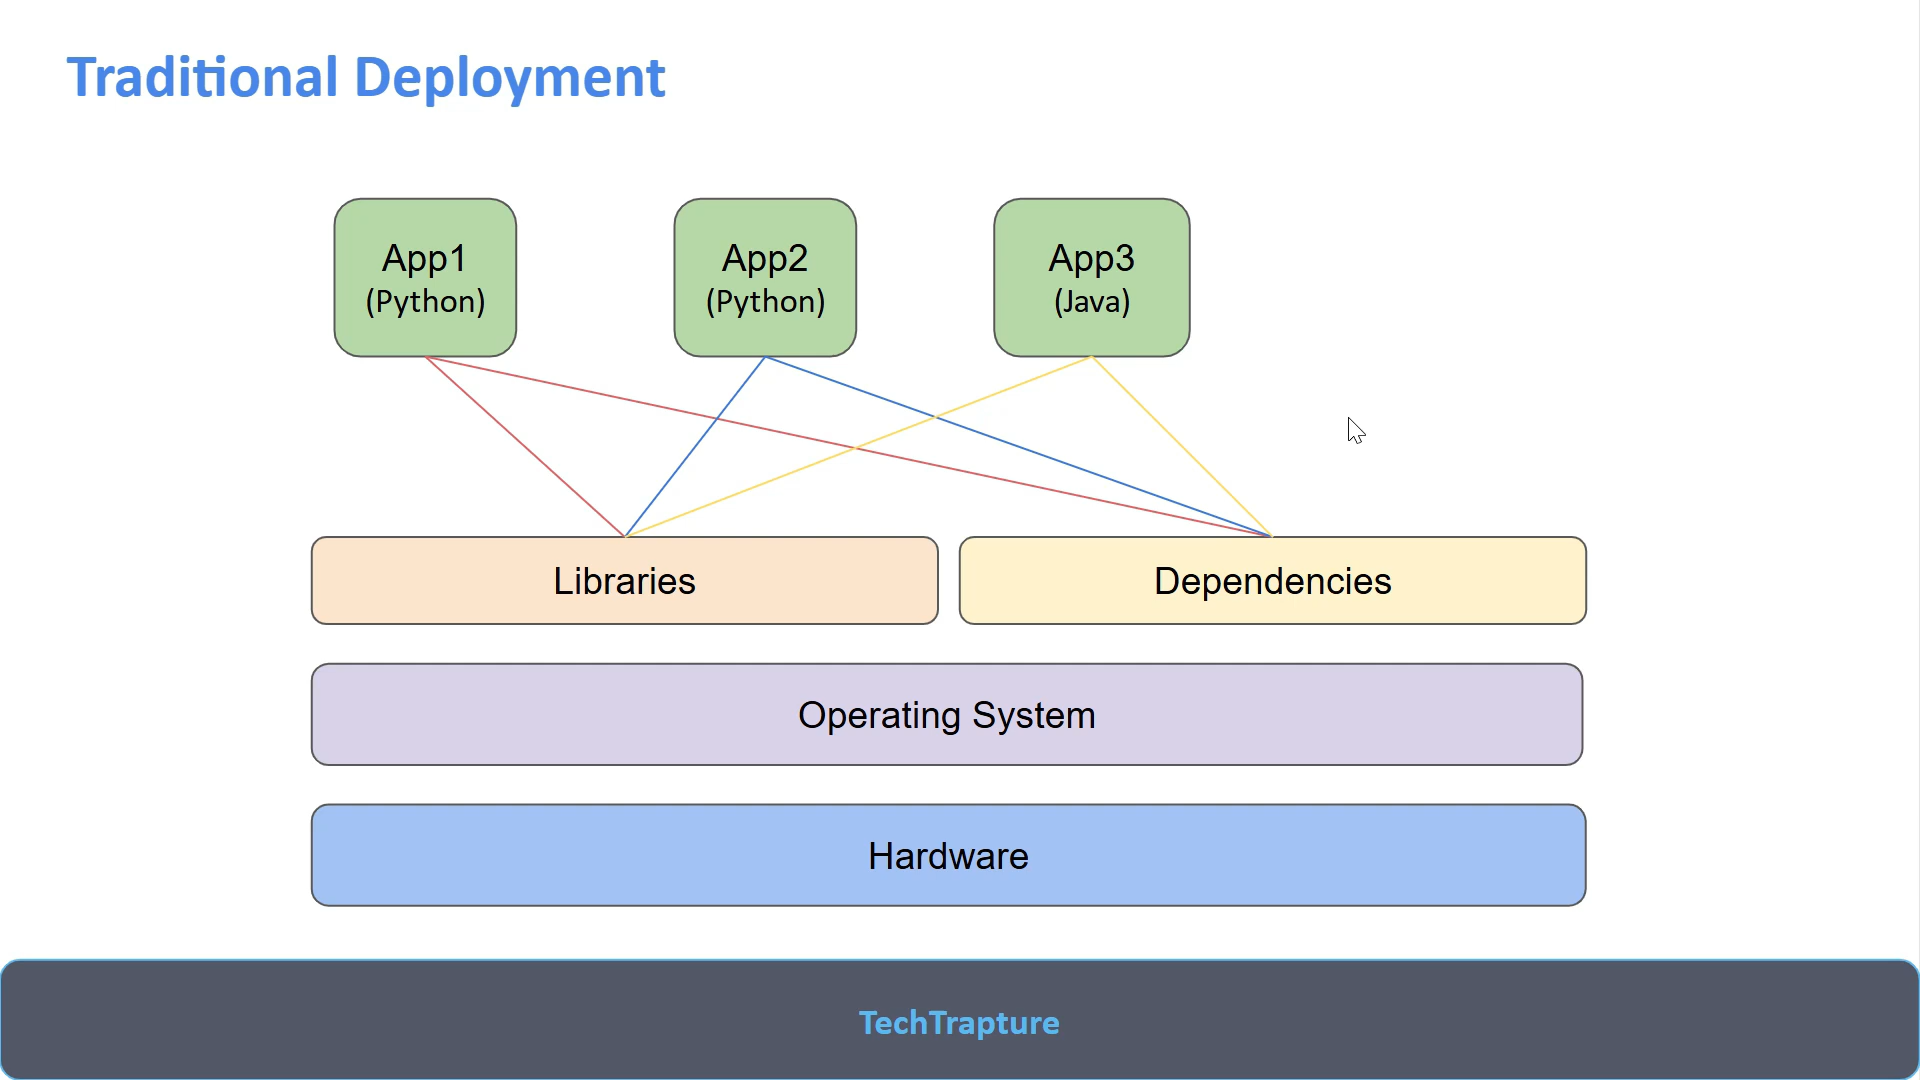 Traditional Deployment
App1
(Python)
App2
(Python)
App3
(Java)
Libraries
Dependencies
Operating System
Hardware
TechTrapture